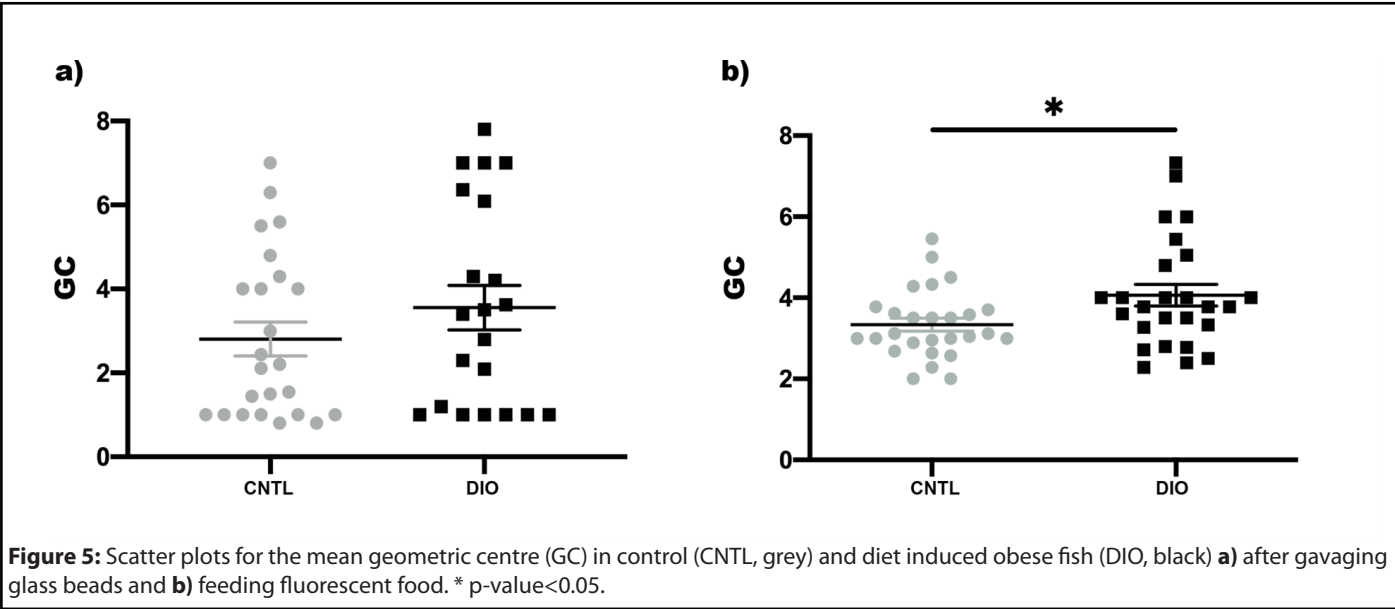 a)
8
6
4
2
0
GC
CNTL
DIO
b)
*
8
6
4
2
0
GC
CNTL
DIO
Figure 5: Scatter plots for the mean geometric centre (GC) in control (CNTL, grey) and diet induced obese fish (DIO, black) a) after gavaging
glass beads and b) feeding fluorescent food. * p-value<0.05.